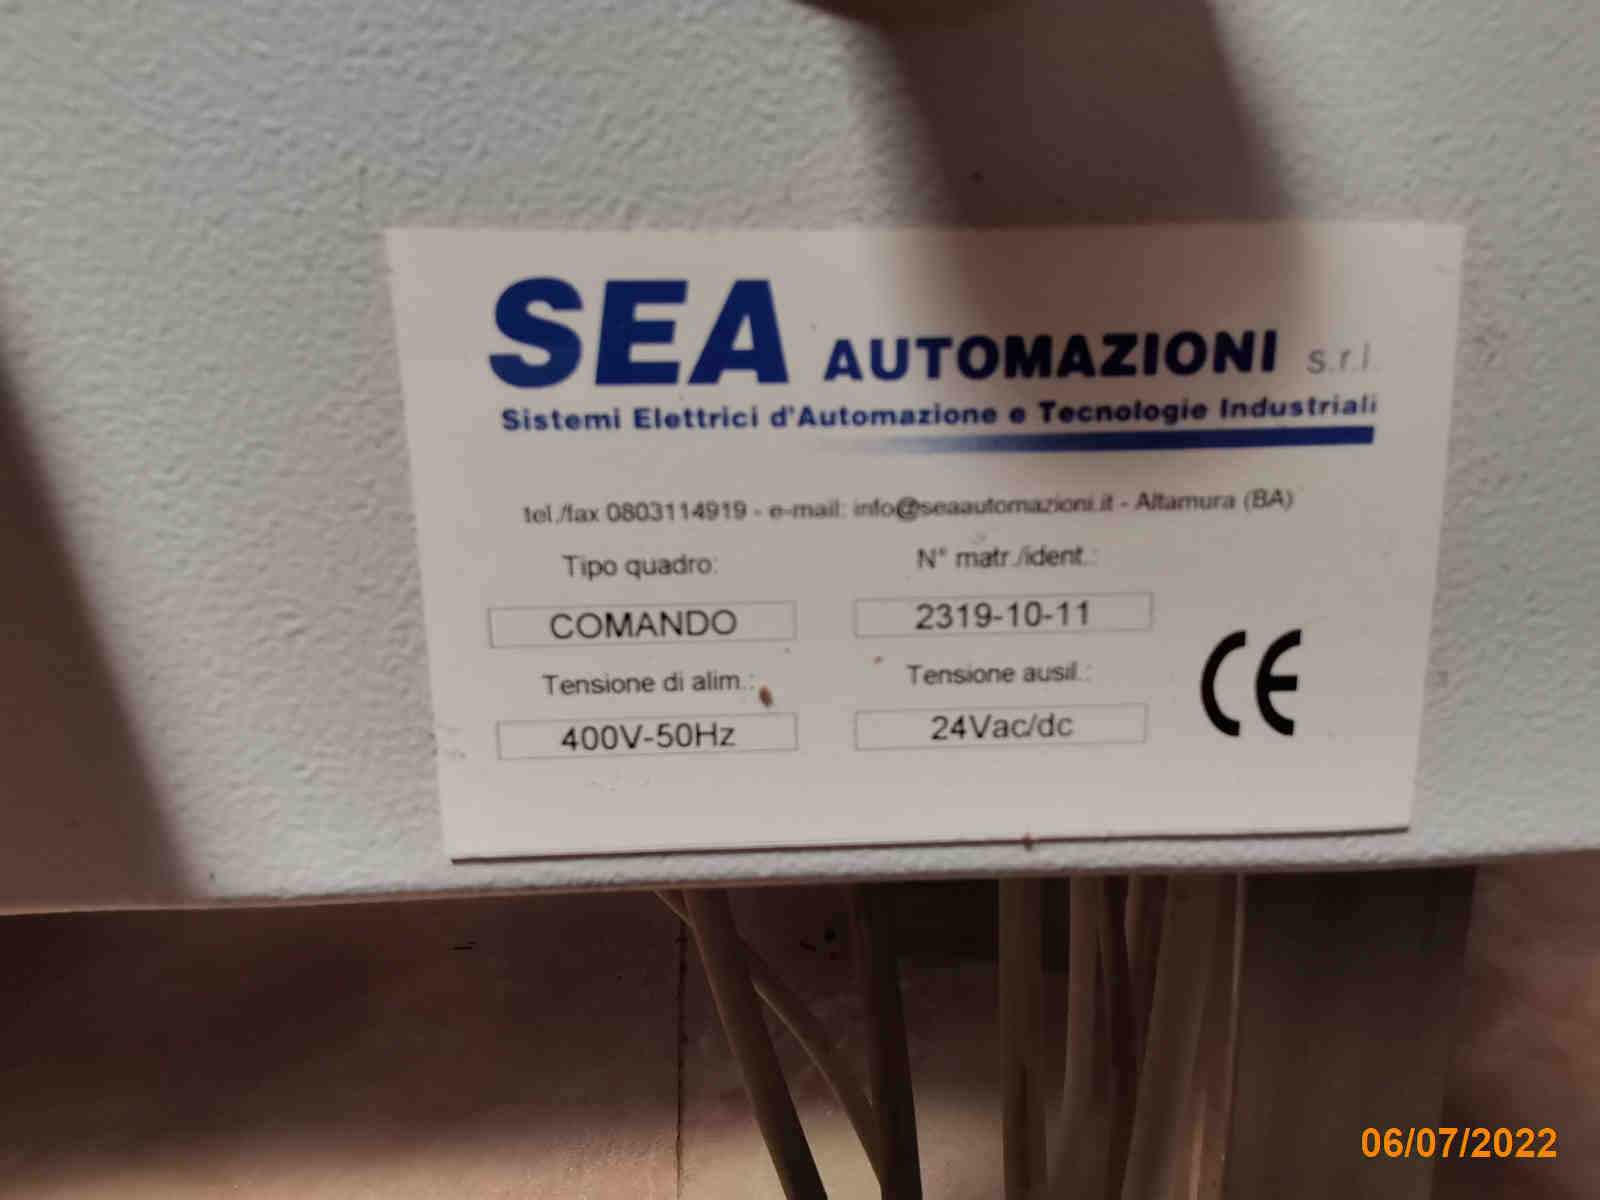 SEA AUTOMAZIONI s.r.l.
Sistemi Elettrici d'Automazione e Tecnologie Industriali
tel./fax 0803114919 - e-mail: info@seaautomazioni.it - Altamura (BA)
Tipo quadro: N° matr./ident.:
COMANDO 2319-10-11
Tensione di alim.: Tensione ausil.:
400V-50Hz 24Vac/dc
CE
06/07/2022